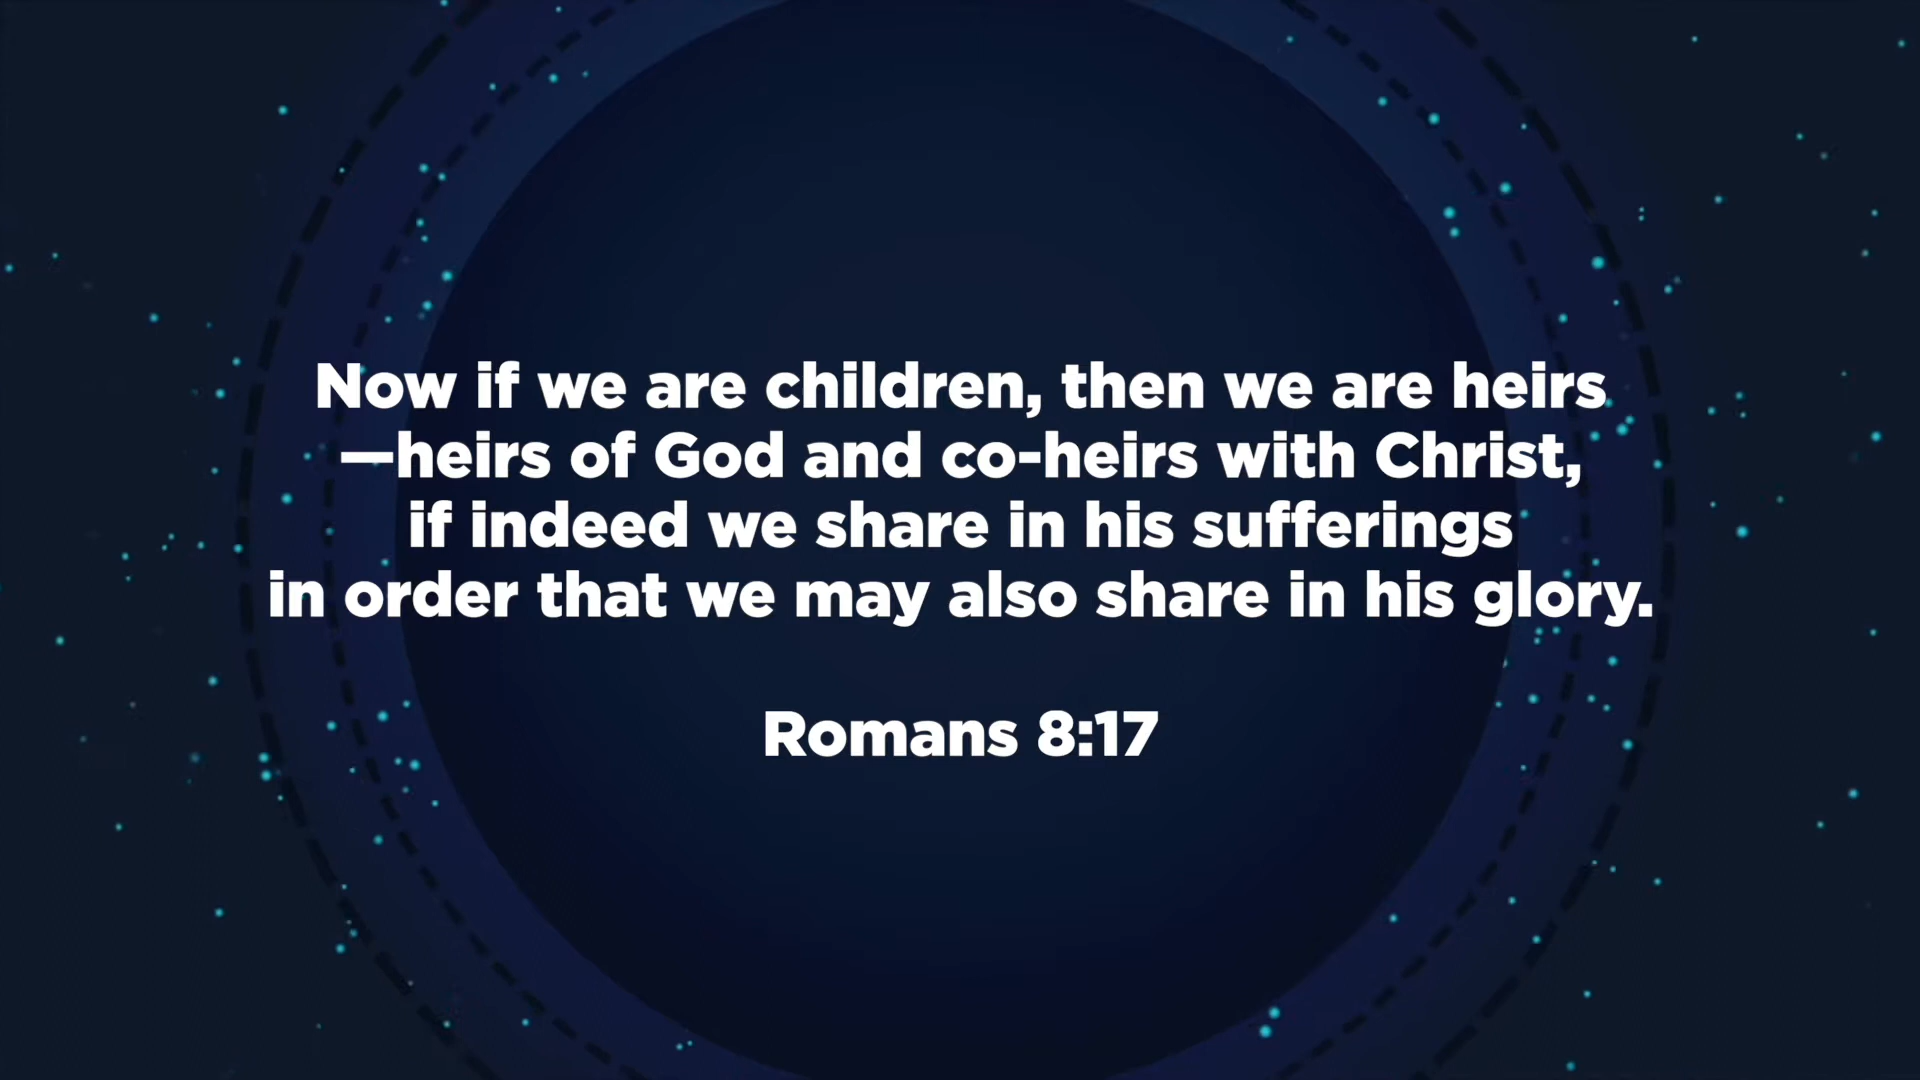 Now if we are children, then we are heirs
—heirs of God and co-heirs with Christ,
if indeed we share in his sufferings
in order that we may also share in his glory.
Romans 8:17